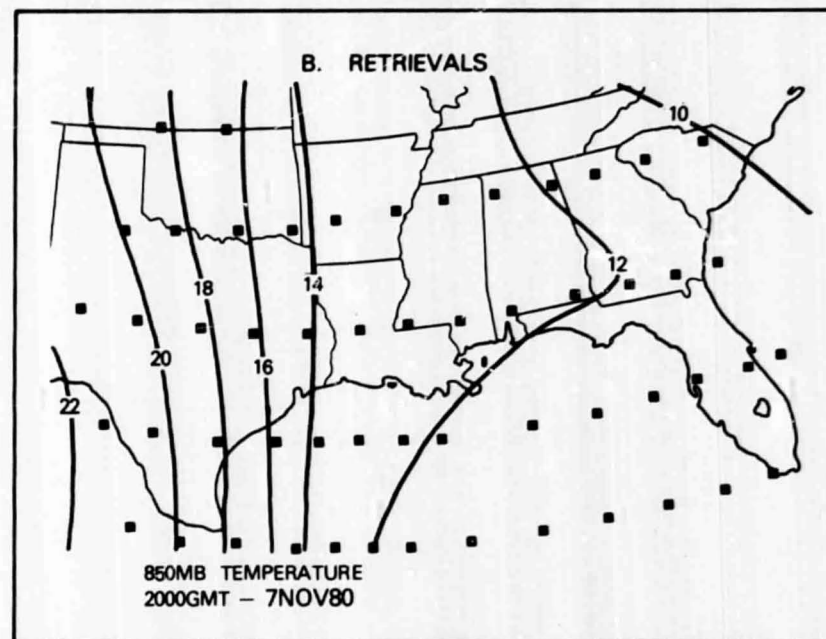 B. RETRIEVALS
10
12
18
14
20
16
22
850MB TEMPERATURE
2000GMT — 7NOV80